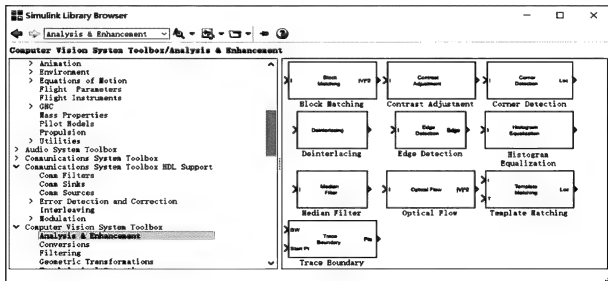 Simulink Library Browser
Analysis & Enhancement
Computer Vision System Toolbox/Analysis & Enhancement
Animation
Environment
Equations of Motion
Flight Parameters
Flight Instruments
GNC
Mass Properties
Pilot Models
Propulsion
Utilities
Audio System Toolbox
Communications System Toolbox
Communications System Toolbox HDL Support
Comm Filters
Comm Sinks
Comm Sources
Error Detection and Correction
Interleaving
Modulation
Computer Vision System Toolbox
Analysis & Enhancement
Conversions
Filtering
Geometric Transformations
I Block Matching |V|^2
Block Matching
Contrast Adjustment
Contrast Adjustment
I Corner Detection Loc
Corner Detection
Deinterlacing
Deinterlacing
I Edge Detection Edge
Edge Detection
I Histogram Equalization
Histogram Equalization
I Median Filter
Median Filter
I Optical Flow |V|^2
Optical Flow
I T Template Matching Loc
Template Matching
BW Start Pt Trace Boundary Pts
Trace Boundary